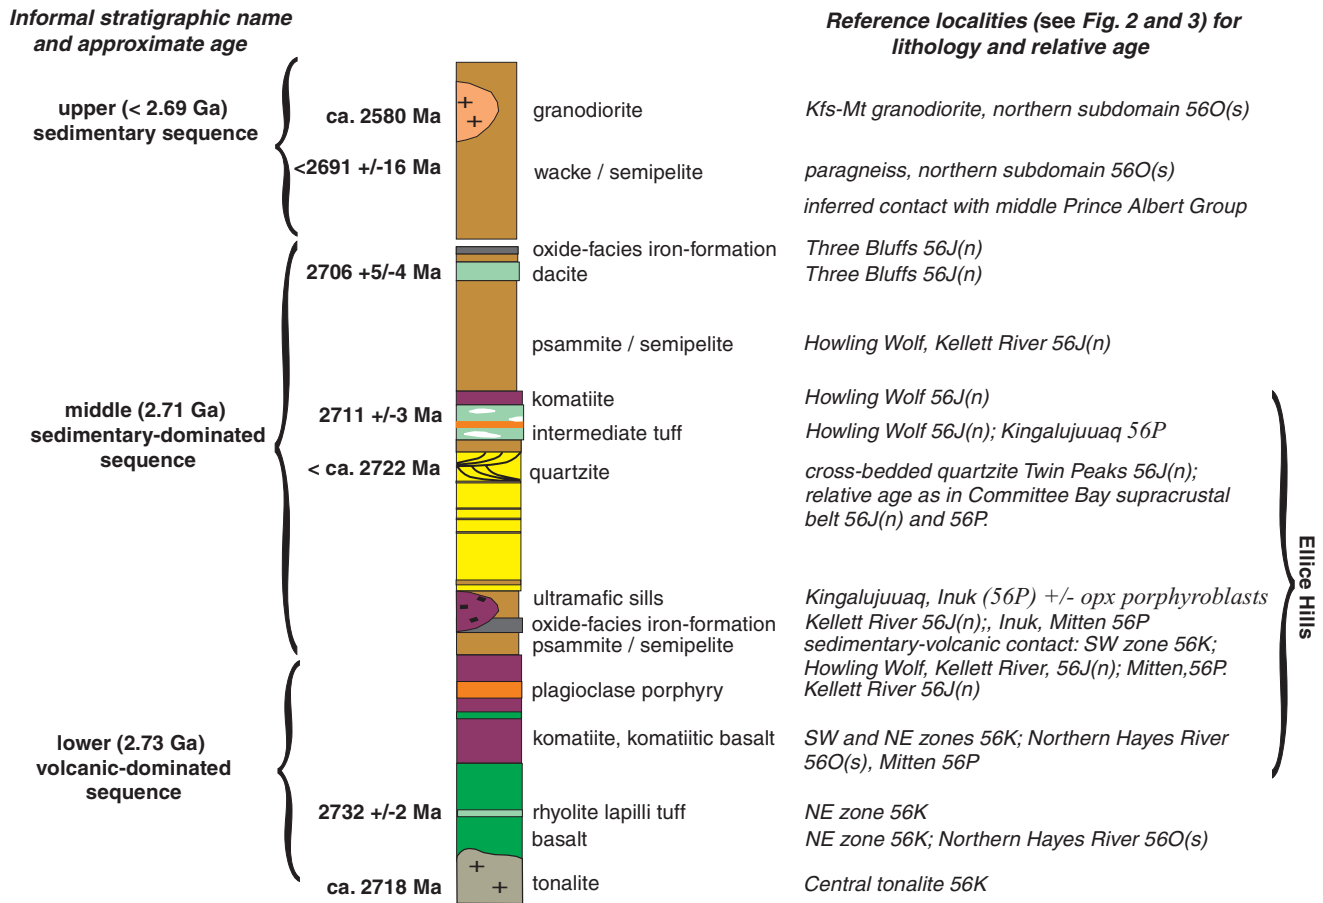 Informal stratigraphic name
and approximate age
Reference localities (see Fig. 2 and 3) for
lithology and relative age
upper (< 2.69 Ga)
sedimentary sequence
ca. 2580 Ma
granodiorite
Kfs-Mt granodiorite, northern subdomain 56O(s)
<2691 +/-16 Ma
wacke / semipelite
paragneiss, northern subdomain 56O(s)
inferred contact with middle Prince Albert Group
middle (2.71 Ga)
sedimentary-dominated
sequence
oxide-facies iron-formation
Three Bluffs 56J(n)
2706 +5/-4 Ma
dacite
Three Bluffs 56J(n)
psammite / semipelite
Howling Wolf, Kellett River 56J(n)
komatiite
Howling Wolf 56J(n)
2711 +/-3 Ma
intermediate tuff
Howling Wolf 56J(n); Kingalujuuaq 56P
< ca. 2722 Ma
quartzite
cross-bedded quartzite Twin Peaks 56J(n);
relative age as in Committee Bay supracrustal
belt 56J(n) and 56P.
ultramafic sills
Kingalujuuaq, Inuk (56P) +/- opx porphyroblasts
oxide-facies iron-formation
Kellett River 56J(n);, Inuk, Mitten 56P
psammite / semipelite
sedimentary-volcanic contact: SW zone 56K;
Howling Wolf, Kellett River, 56J(n); Mitten,56P.
lower (2.73 Ga)
volcanic-dominated
sequence
plagioclase porphyry
Kellett River 56J(n)
komatiite, komatiitic basalt
SW and NE zones 56K; Northern Hayes River
56O(s), Mitten 56P
2732 +/-2 Ma
rhyolite lapilli tuff
NE zone 56K
basalt
NE zone 56K; Northern Hayes River 56O(s)
ca. 2718 Ma
tonalite
Central tonalite 56K
Ellice Hills